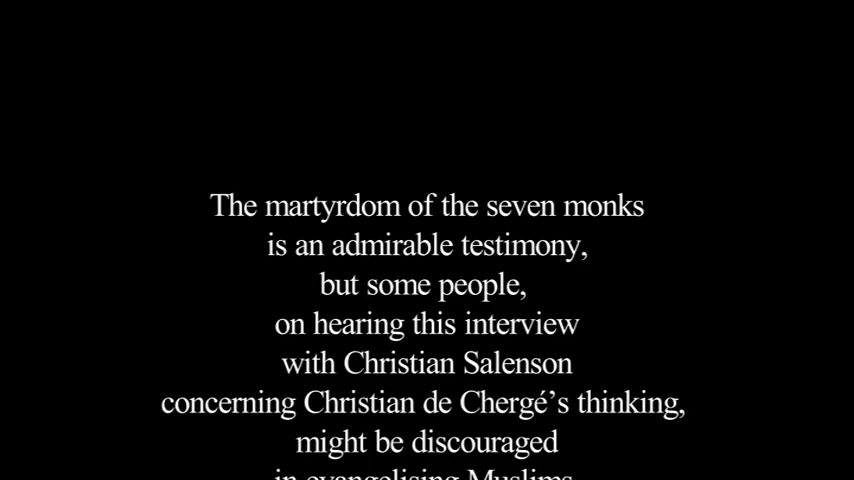 The martyrdom of the seven monks
is an admirable testimony,
but some people,
on hearing this interview
with Christian Salenson
concerning Christian de Chergé’s thinking,
might be discouraged
in evangelising Muslims